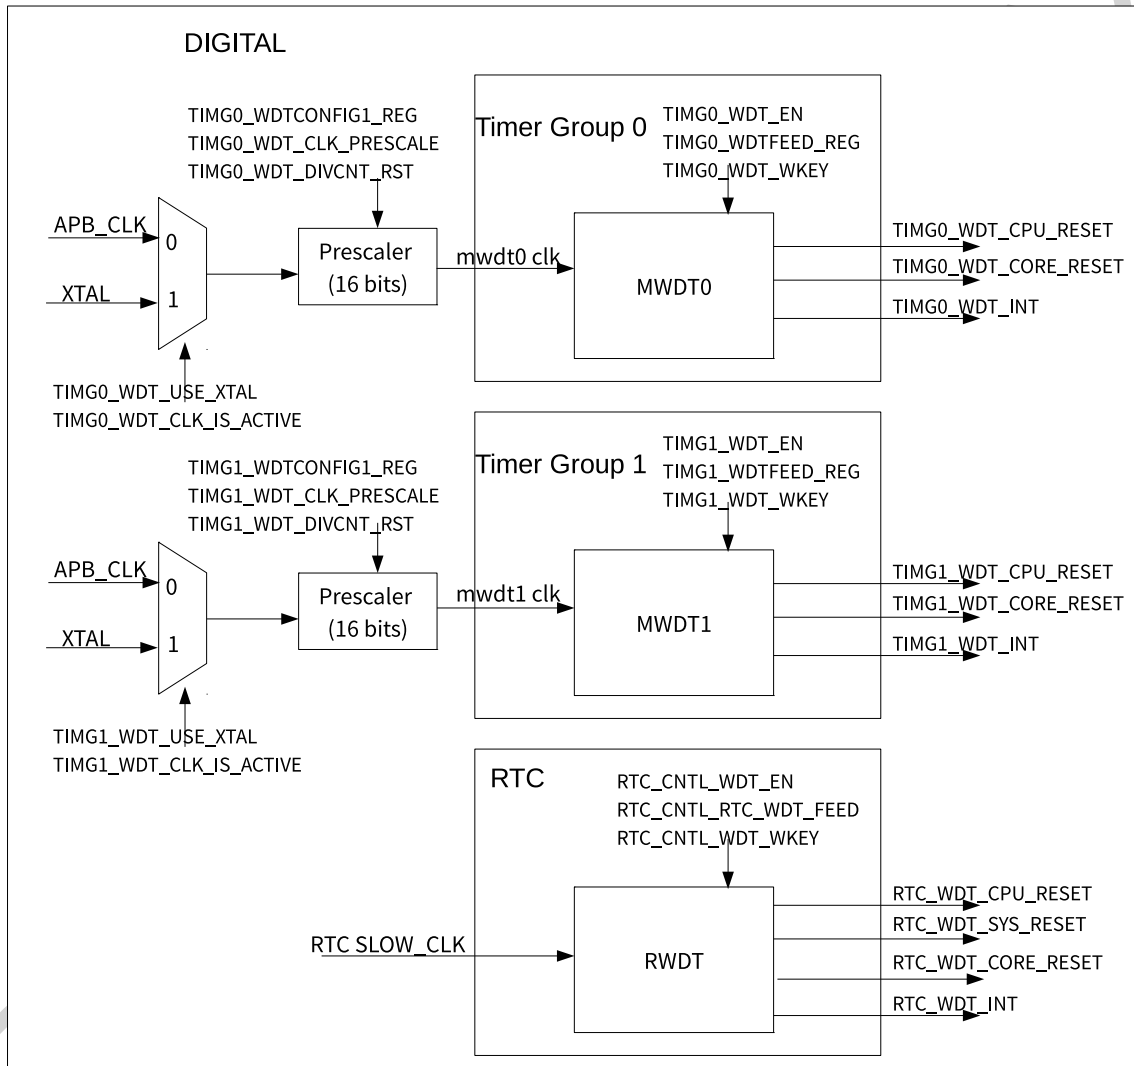 DIGITAL
TIMG0_WDTCONFIG1_REG
TIMG0_WDT_CLK_PRESCALE
TIMG0_WDT_DIVCNT_RST
APB_CLK
0
XTAL
1
Prescaler
(16 bits)
mwdt0 clk
Timer Group 0
TIMG0_WDT_EN
TIMG0_WDTFEED_REG
TIMG0_WDT_WKEY
MWDT0
TIMG0_WDT_CPU_RESET
TIMG0_WDT_CORE_RESET
TIMG0_WDT_INT
TIMG0_WDT_USE_XTAL
TIMG0_WDT_CLK_IS_ACTIVE
TIMG1_WDTCONFIG1_REG
TIMG1_WDT_CLK_PRESCALE
TIMG1_WDT_DIVCNT_RST
APB_CLK
0
XTAL
1
Prescaler
(16 bits)
mwdt1 clk
Timer Group 1
TIMG1_WDT_EN
TIMG1_WDTFEED_REG
TIMG1_WDT_WKEY
MWDT1
TIMG1_WDT_CPU_RESET
TIMG1_WDT_CORE_RESET
TIMG1_WDT_INT
TIMG1_WDT_USE_XTAL
TIMG1_WDT_CLK_IS_ACTIVE
RTC
RTC_CNTL_WDT_EN
RTC_CNTL_RTC_WDT_FEED
RTC_CNTL_WDT_WKEY
RTC SLOW_CLK
RWDT
RTC_WDT_CPU_RESET
RTC_WDT_SYS_RESET
RTC_WDT_CORE_RESET
RTC_WDT_INT